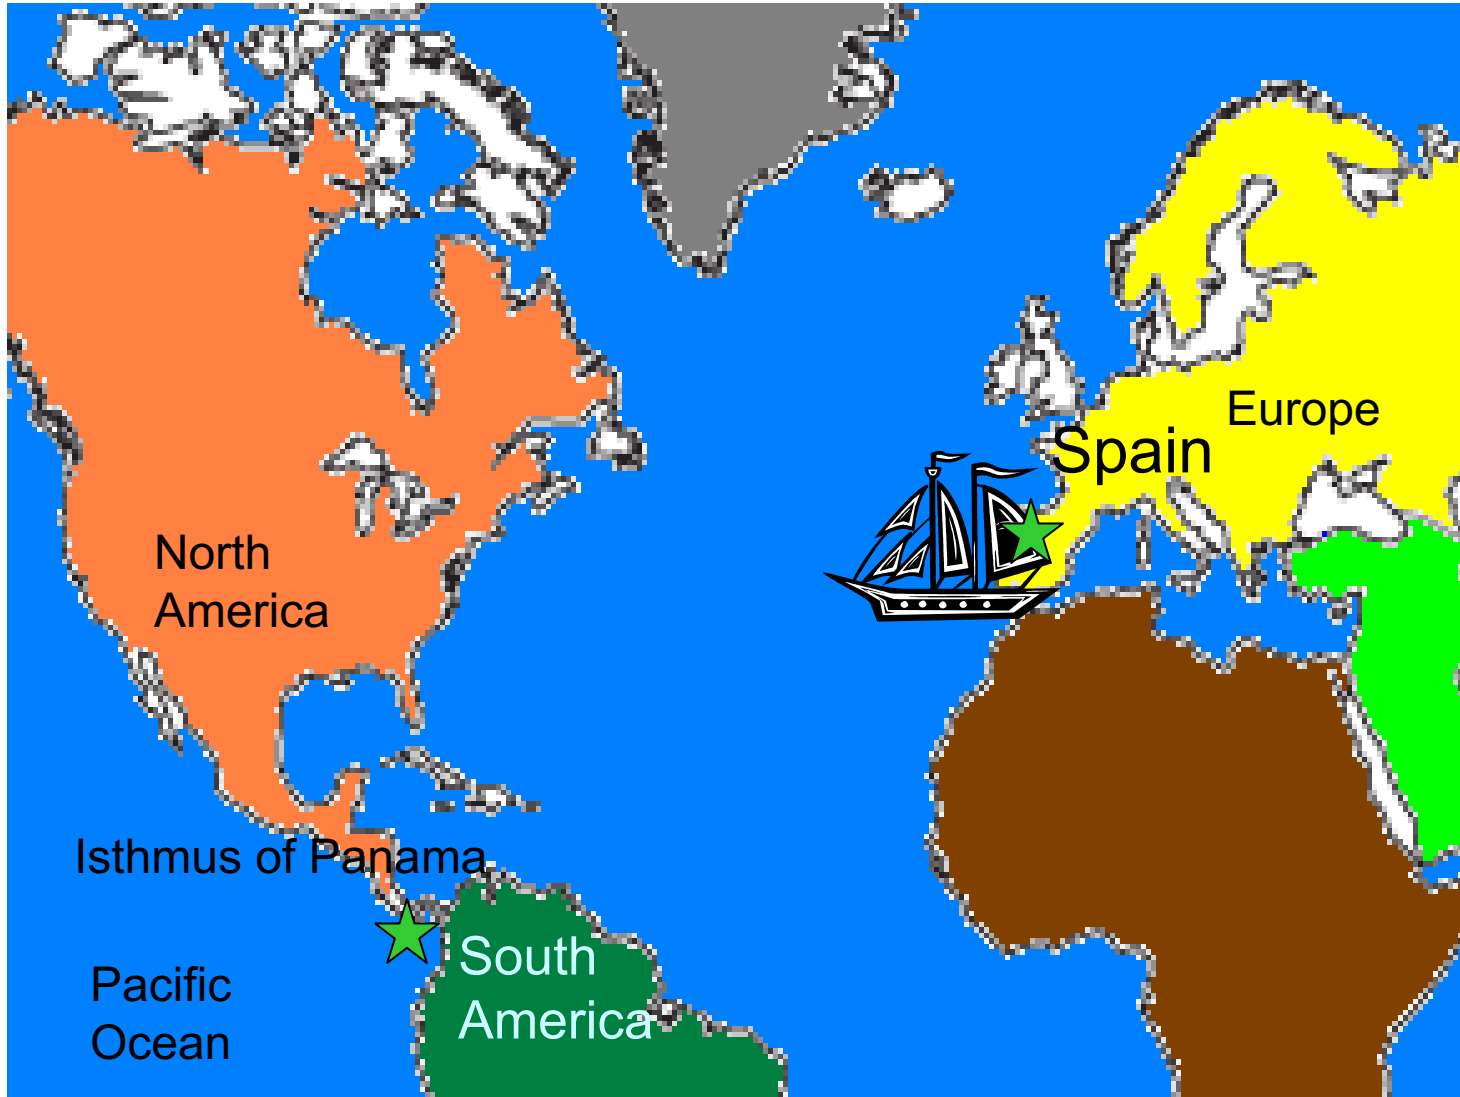 Europe
Spain
North
America
Isthmus of Panama
South
America
Pacific
Ocean